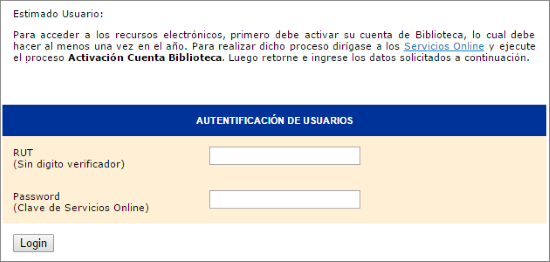 Estimado Usuario:
Para acceder a los recursos electrónicos, primero debe activar su cuenta de Biblioteca, lo cual debe
hacer al menos una vez en el año. Para realizar dicho proceso dirígase a los Servicios Online y ejecute
el proceso Activación Cuenta Biblioteca. Luego retorne e ingrese los datos solicitados a continuación.
AUTENTIFICACIÓN DE USUARIOS
RUT
(Sin digito verificador)
Password
(Clave de Servicios Online)
Login